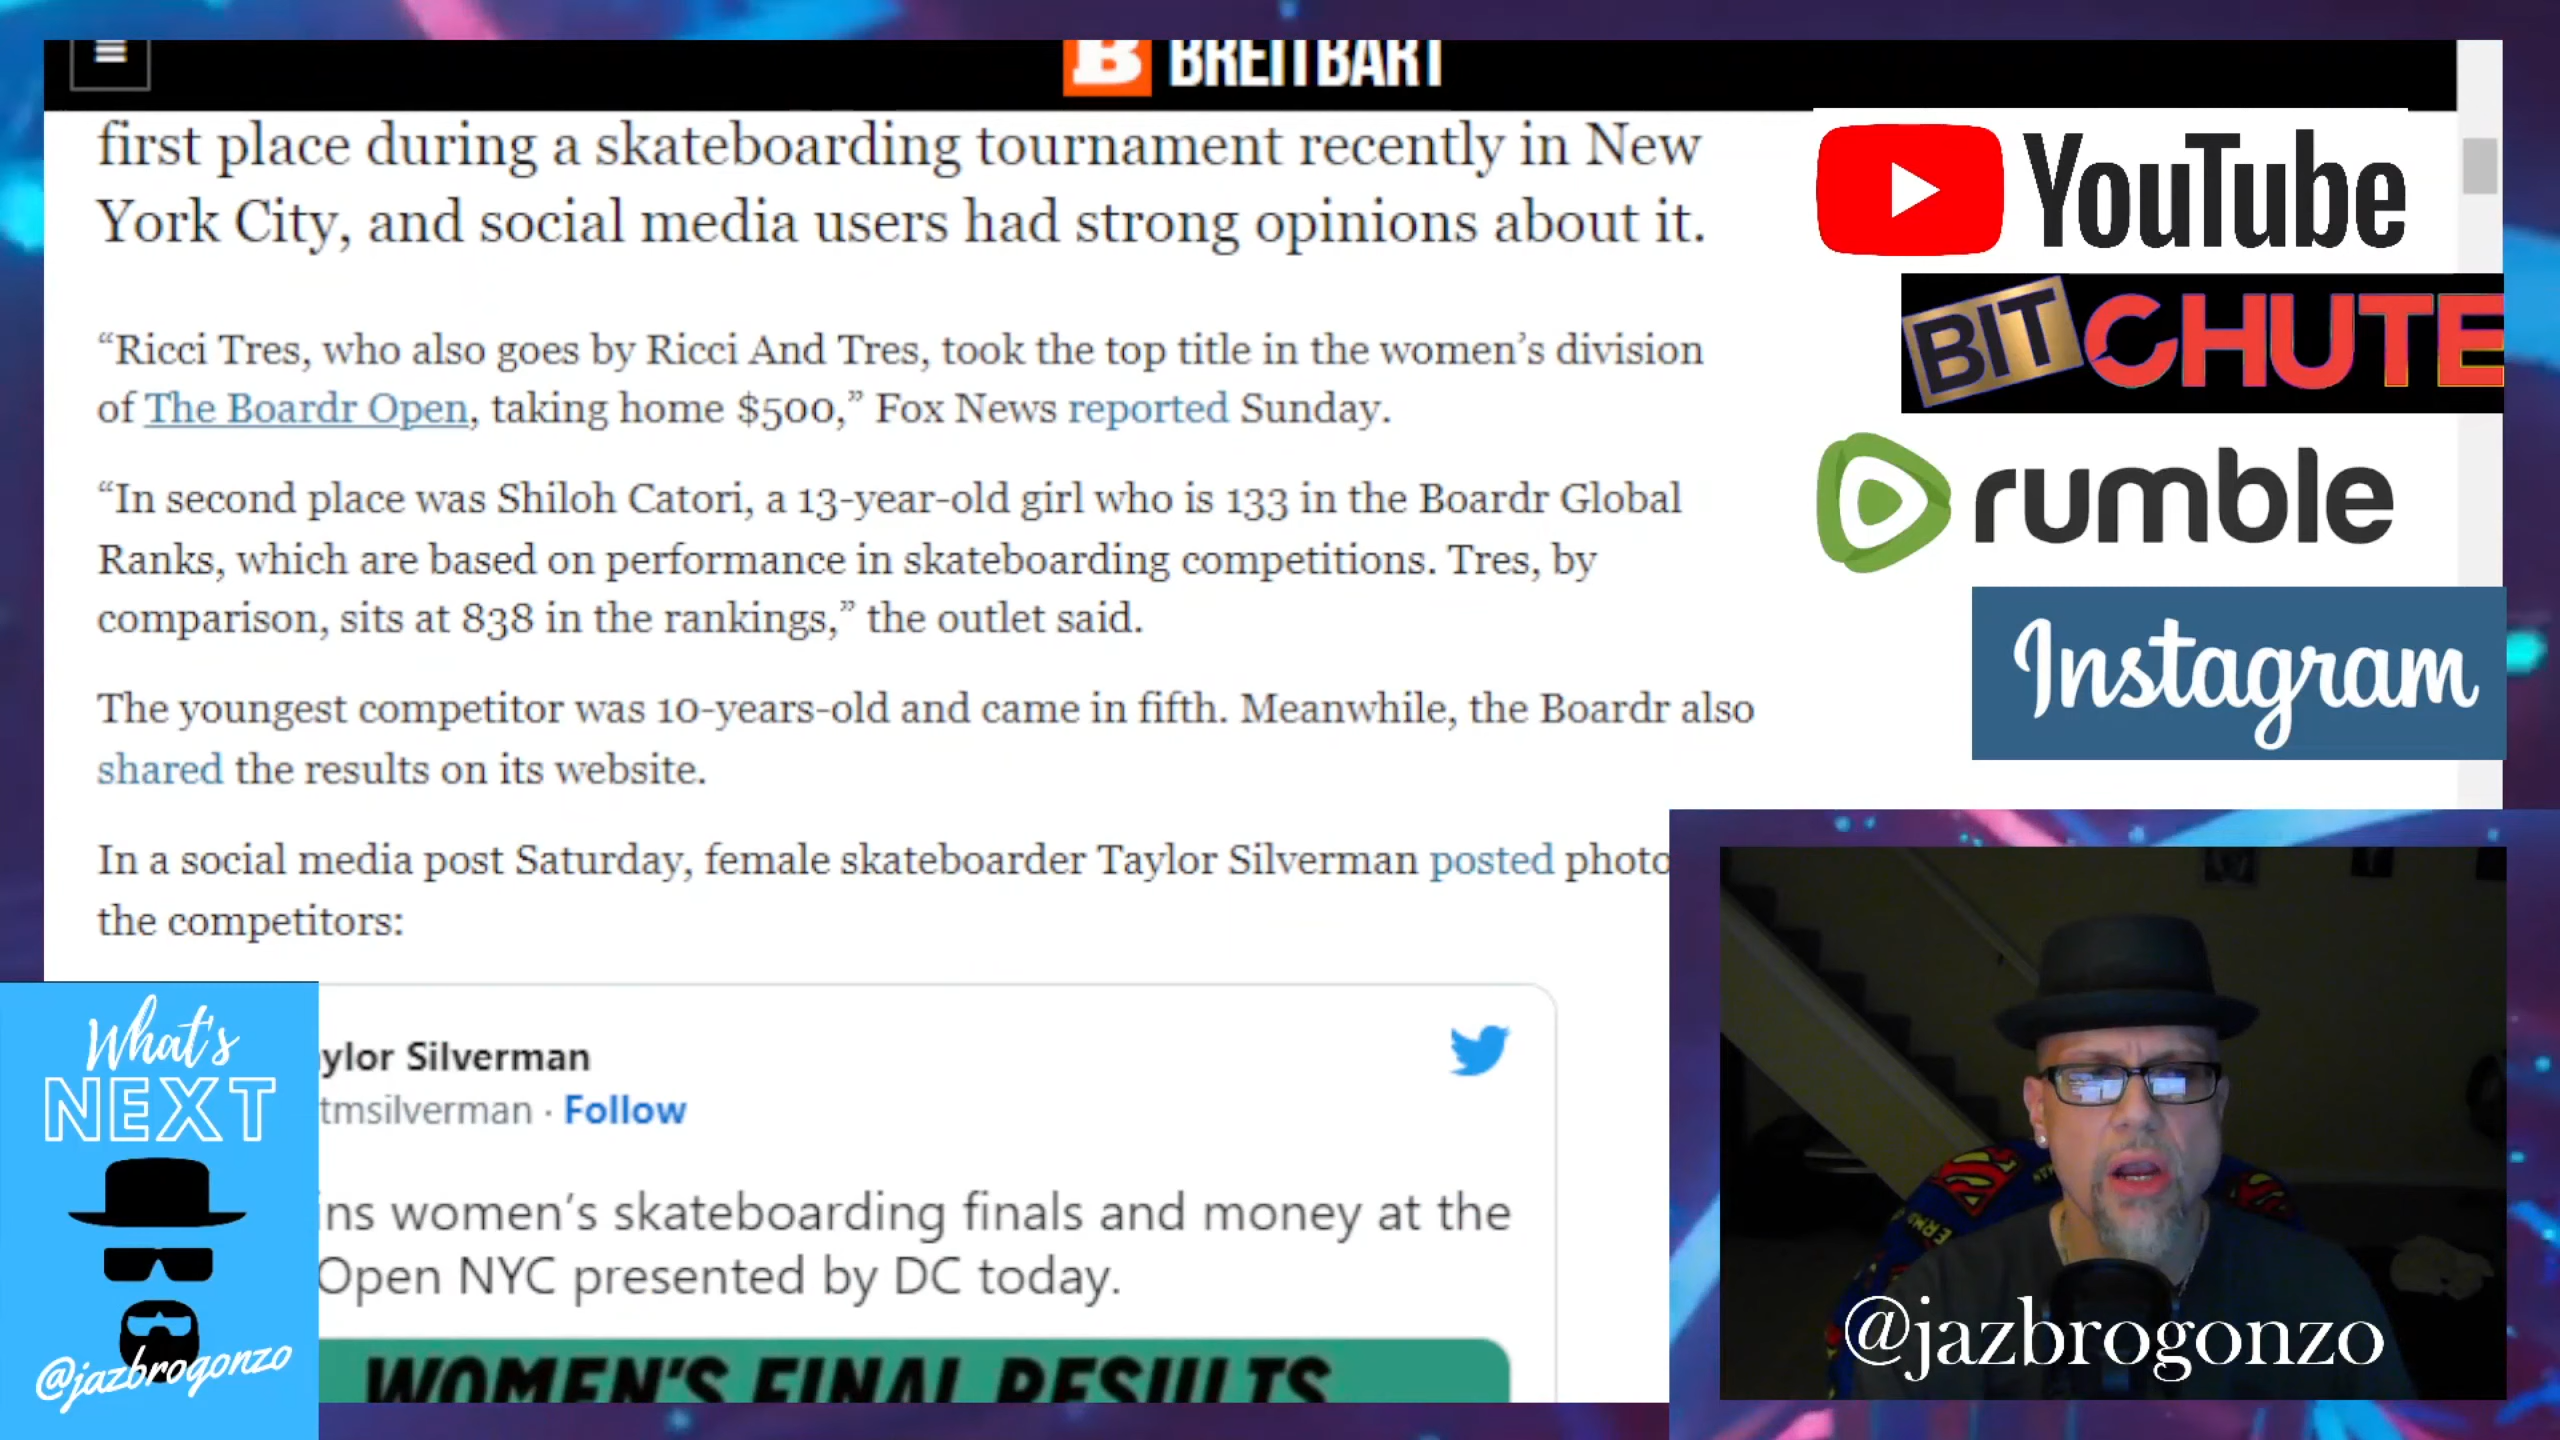 BREITBART
first place during a skateboarding tournament recently in New
York City, and social media users had strong opinions about it.
“Ricci Tres, who also goes by Ricci And Tres, took the top title in the women’s division
of The Boardr Open, taking home $500,” Fox News reported Sunday.
“In second place was Shiloh Catori, a 13-year-old girl who is 133 in the Boardr Global
Ranks, which are based on performance in skateboarding competitions. Tres, by
comparison, sits at 838 in the rankings,” the outlet said.
The youngest competitor was 10-years-old and came in fifth. Meanwhile, the Boardr also
shared the results on its website.
In a social media post Saturday, female skateboarder Taylor Silverman posted photo
the competitors:
ylor Silverman
tmsilverman · Follow
ins women’s skateboarding finals and money at the
Open NYC presented by DC today.
WOMEN'S FINAL RESULTS
YouTube
BITCHUTE
rumble
Instagram
What's
NEXT
@jazbrogonzo
@jazbrogonzo